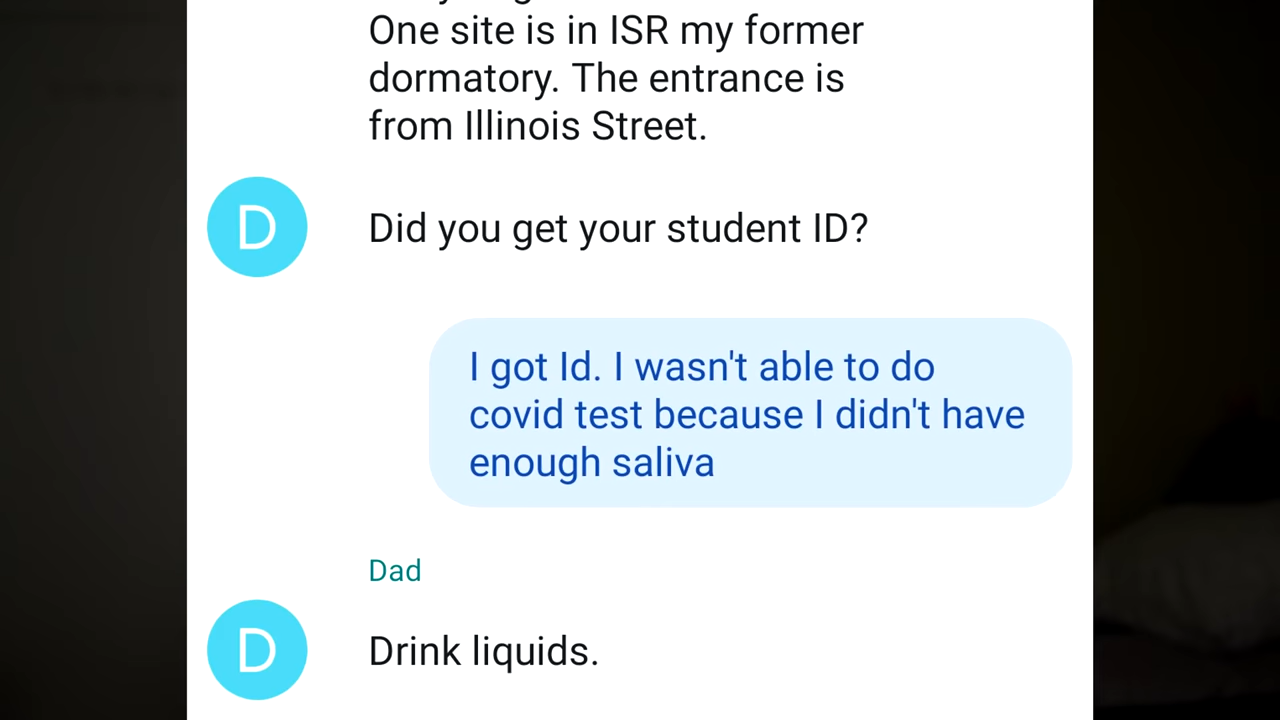 One site is in ISR my former
dormatory. The entrance is
from Illinois Street.
D
Did you get your student ID?
I got Id. I wasn't able to do
covid test because I didn't have
enough saliva
Dad
D
Drink liquids.